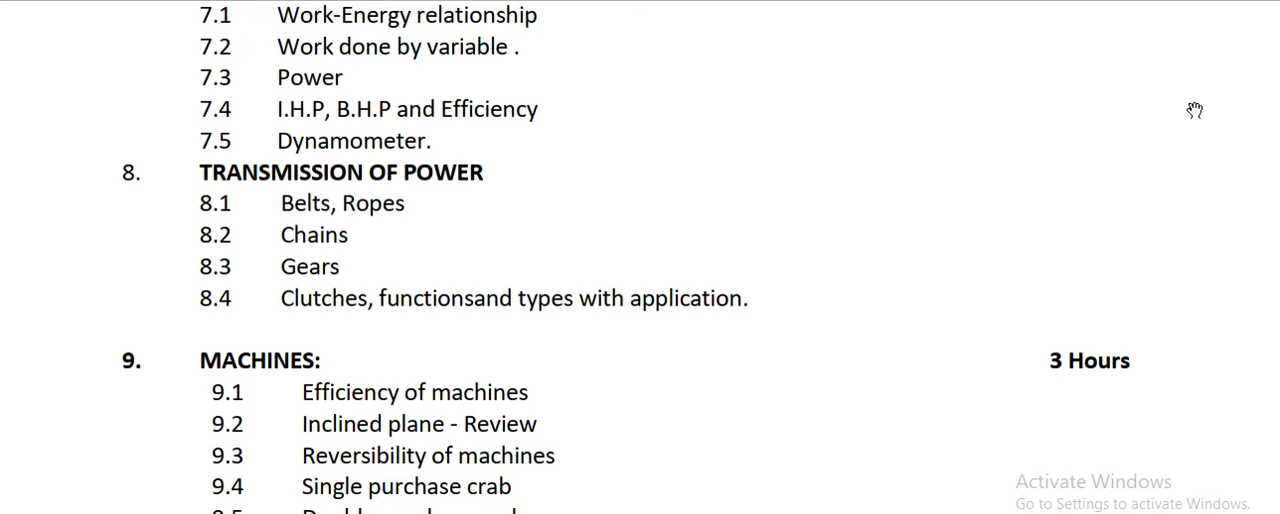 7.1 Work-Energy relationship
7.2 Work done by variable .
7.3 Power
7.4 I.H.P, B.H.P and Efficiency
7.5 Dynamometer.
8. TRANSMISSION OF POWER
8.1 Belts, Ropes
8.2 Chains
8.3 Gears
8.4 Clutches, functionsand types with application.
9. MACHINES: 3 Hours
9.1 Efficiency of machines
9.2 Inclined plane - Review
9.3 Reversibility of machines
9.4 Single purchase crab
Activate Windows
Go to Settings to activate Windows.